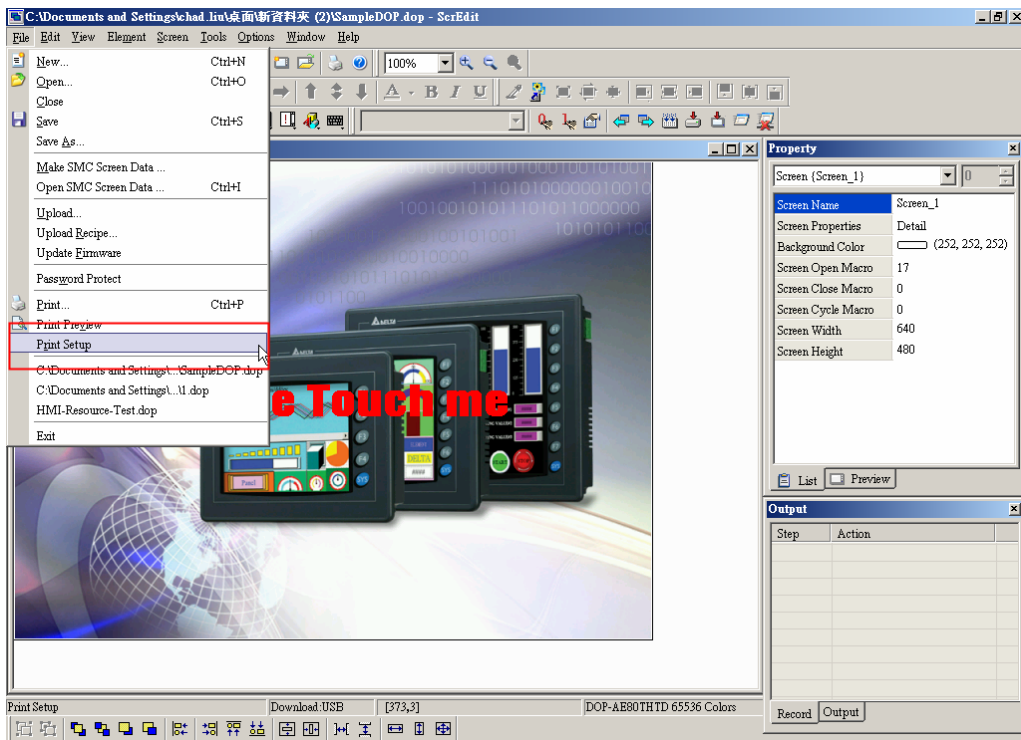 C:\Documents and Settings\chad.liu\桌面\新資料夾 (2)\SampleDOP.dop - ScrEdit
File Edit View Element Screen Tools Options Window Help
New... Ctrl+N
Open... Ctrl+O
Close
Save Ctrl+S
Save As...
Make SMC Screen Data ...
Open SMC Screen Data ... Ctrl+I
Upload...
Upload Recipe...
Update Firmware
Password Protect
Print... Ctrl+P
Print Preview
Print Setup
C:\Documents and Settings\...\SampleDOP.dop
C:\Documents and Settings\...\1.dop
HMI-Resource-Test.dop
Exit
100%
A B I U
e Touch me
DELTA
Panel
START
SYS
Property
Screen {Screen_1} 0
Screen Name Screen_1
Screen Properties Detail
Background Color (252, 252, 252)
Screen Open Macro 17
Screen Close Macro 0
Screen Cycle Macro 0
Screen Width 640
Screen Height 480
List Preview
Output
Step Action
Record Output
Print Setup Download:USB [373,3] DOP-AE80THTD 65536 Colors